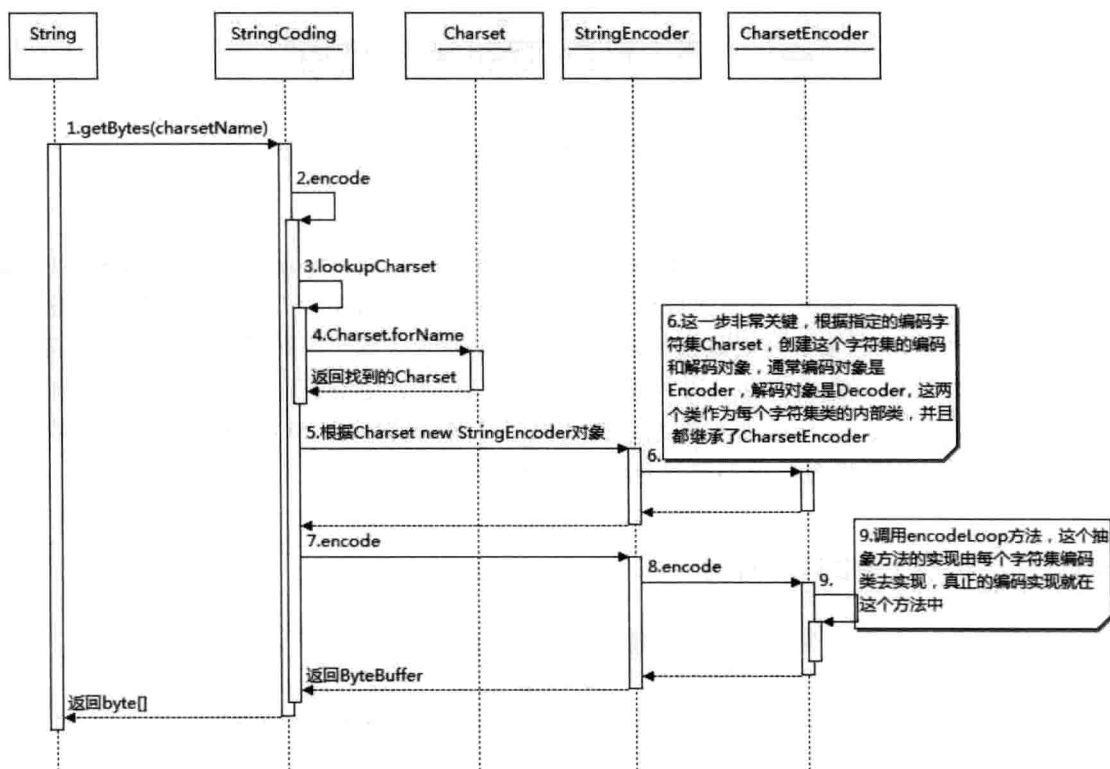 String
StringCoding
Charset
StringEncoder
CharsetEncoder
1.getBytes(charsetName)
2.encode
3.lookupCharset
4.Charset.forName
返回找到的Charset
5.根据Charset new StringEncoder对象
6.
6.这一步非常关键，根据指定的编码字
符集Charset，创建这个字符集的编码
和解码对象，通常编码对象是
Encoder，解码对象是Decoder, 这两
个类作为每个字符集类的内部类，并且
都继承了CharsetEncoder
7.encode
8.encode
9.
9.调用encodeLoop方法，这个抽
象方法的实现由每个字符集编码
类去实现，真正的编码实现就在
这个方法中
返回ByteBuffer
返回byte[]